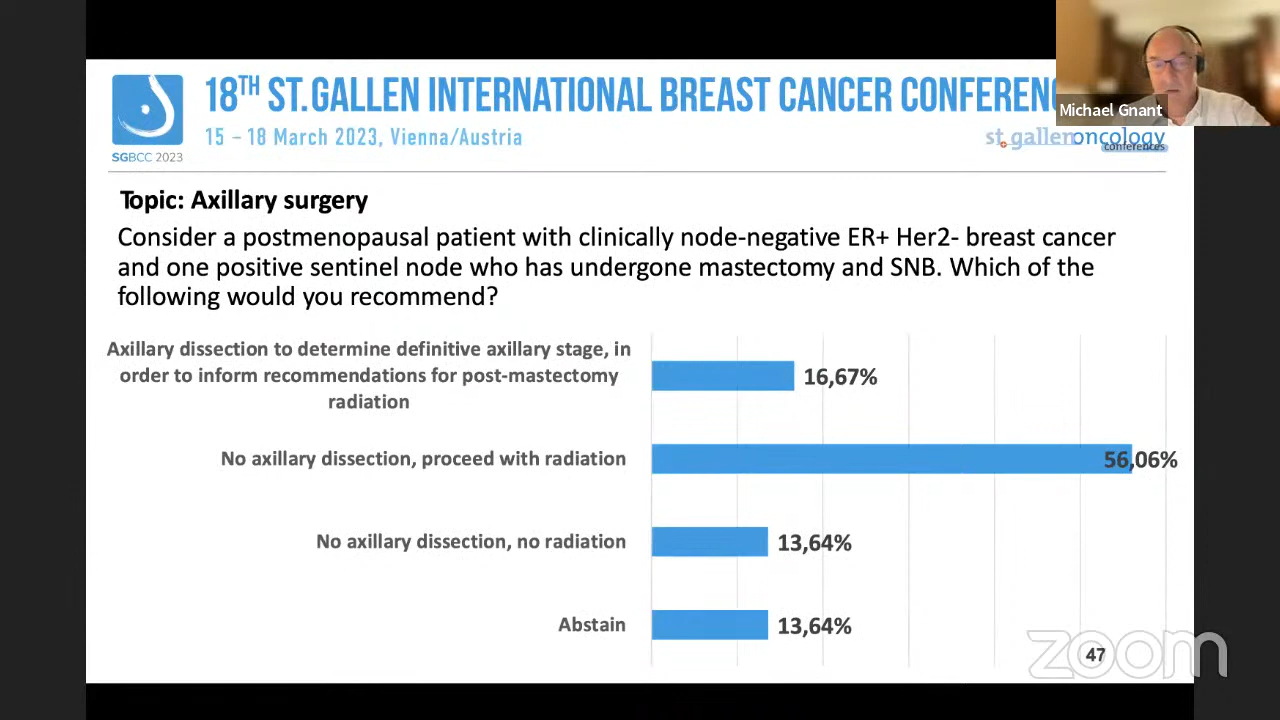 18TH ST.GALLEN INTERNATIONAL BREAST CANCER CONFEREN
Michael Gnant
15 – 18 March 2023, Vienna/Austria
st.gallenoncology
conferences
SGBCC 2023
Topic: Axillary surgery
Consider a postmenopausal patient with clinically node-negative ER+ Her2- breast cancer
and one positive sentinel node who has undergone mastectomy and SNB. Which of the
following would you recommend?
Axillary dissection to determine definitive axillary stage, in
order to inform recommendations for post-mastectomy
radiation
16,67%
No axillary dissection, proceed with radiation
56,06%
No axillary dissection, no radiation
13,64%
Abstain
13,64%
zoom
47